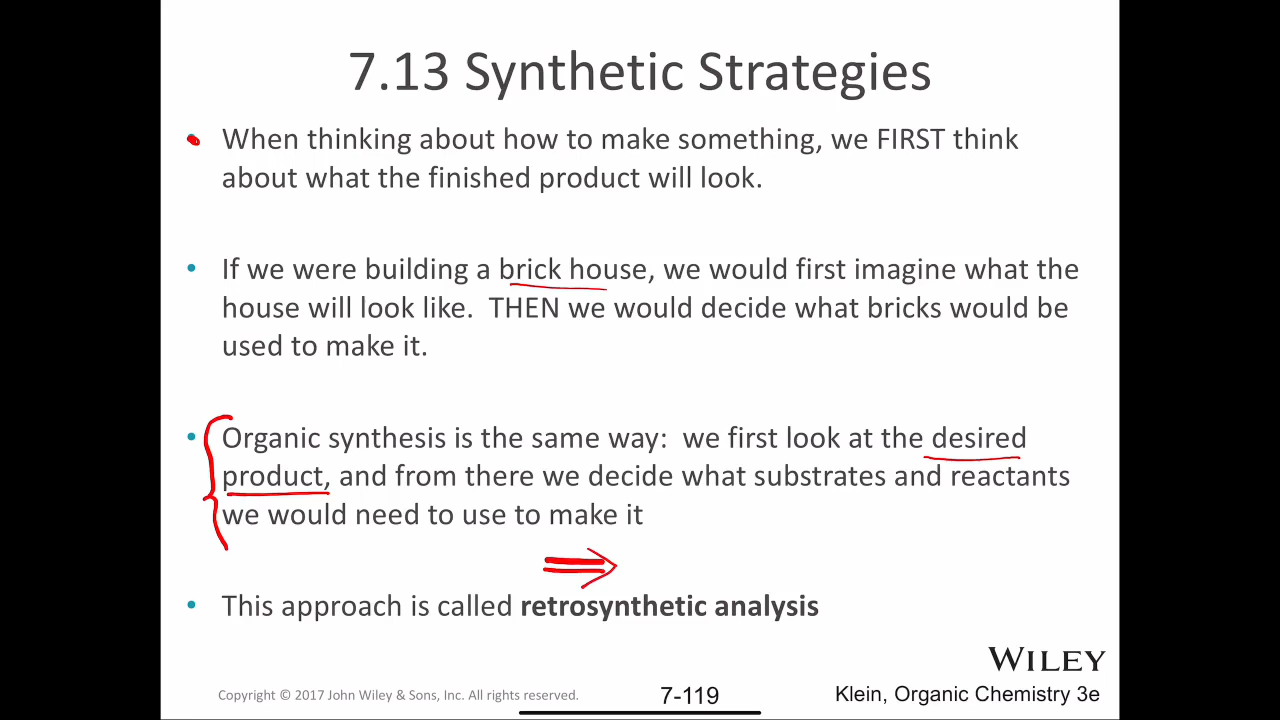 7.13 Synthetic Strategies
• When thinking about how to make something, we FIRST think
about what the finished product will look.
• If we were building a brick house, we would first imagine what the
house will look like.  THEN we would decide what bricks would be
used to make it.
• Organic synthesis is the same way:  we first look at the desired
product, and from there we decide what substrates and reactants
we would need to use to make it
• This approach is called retrosynthetic analysis
WILEY
Copyright © 2017 John Wiley & Sons, Inc. All rights reserved.
7-119
Klein, Organic Chemistry 3e